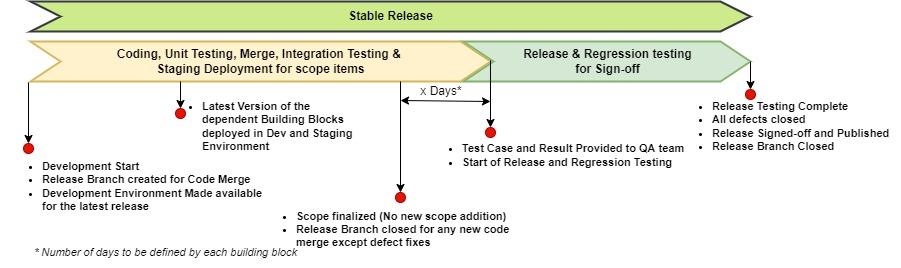 Stable Release
Coding, Unit Testing, Merge, Integration Testing &
Staging Deployment for scope items
Release & Regression testing
for Sign-off
x Days*
• Latest Version of the
dependent Building Blocks
deployed in Dev and Staging
Environment
• Release Testing Complete
• All defects closed
• Release Signed-off and Published
• Release Branch Closed
• Test Case and Result Provided to QA team
• Start of Release and Regression Testing
• Development Start
• Release Branch created for Code Merge
• Development Environment Made available
for the latest release
• Scope finalized (No new scope addition)
• Release Branch closed for any new code
merge except defect fixes
* Number of days to be defined by each building block